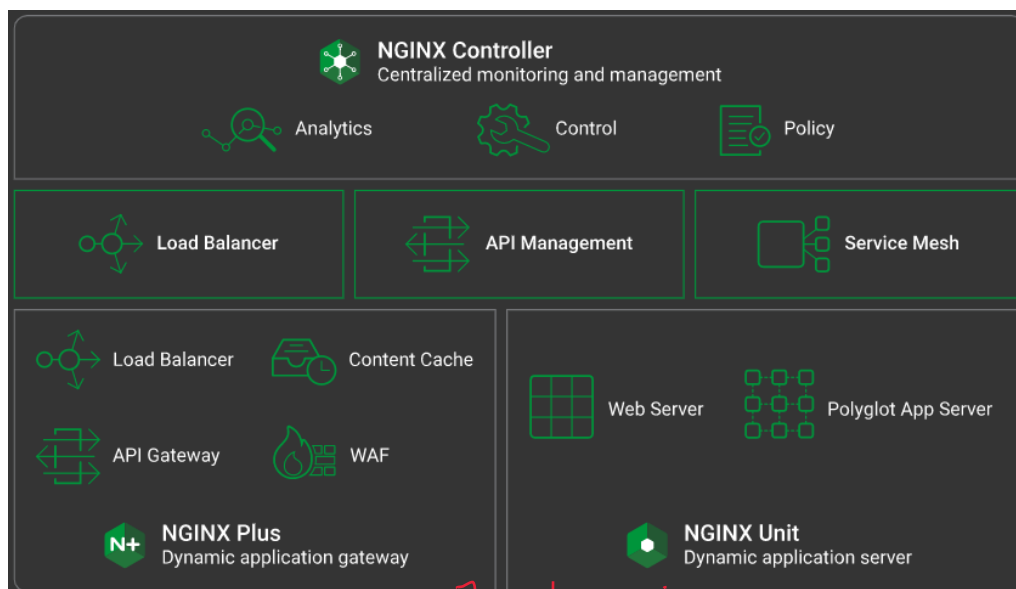 NGINX Controller
Centralized monitoring and management
Analytics
Control
Policy
Load Balancer
API Management
Service Mesh
Load Balancer
Content Cache
API Gateway
WAF
N+
NGINX Plus
Dynamic application gateway
Web Server
Polyglot App Server
NGINX Unit
Dynamic application server